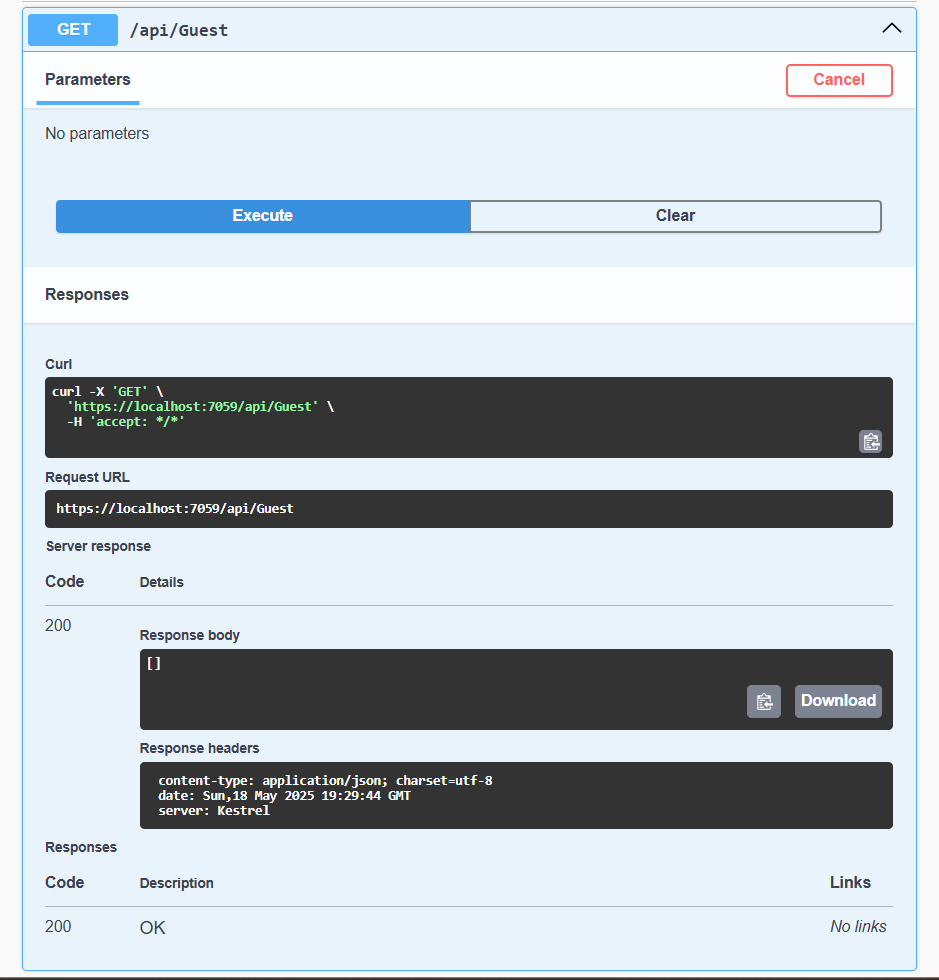 GET /api/Guest
Parameters
Cancel
No parameters
Execute
Clear
Responses
Curl
curl -X 'GET' \
'https://localhost:7059/api/Guest' \
-H 'accept: */*'
Request URL
https://localhost:7059/api/Guest
Server response
Code Details
200
Response body
[]
Download
Response headers
content-type: application/json; charset=utf-8
date: Sun,18 May 2025 19:29:44 GMT
server: Kestrel
Responses
Code Description Links
200 OK No links